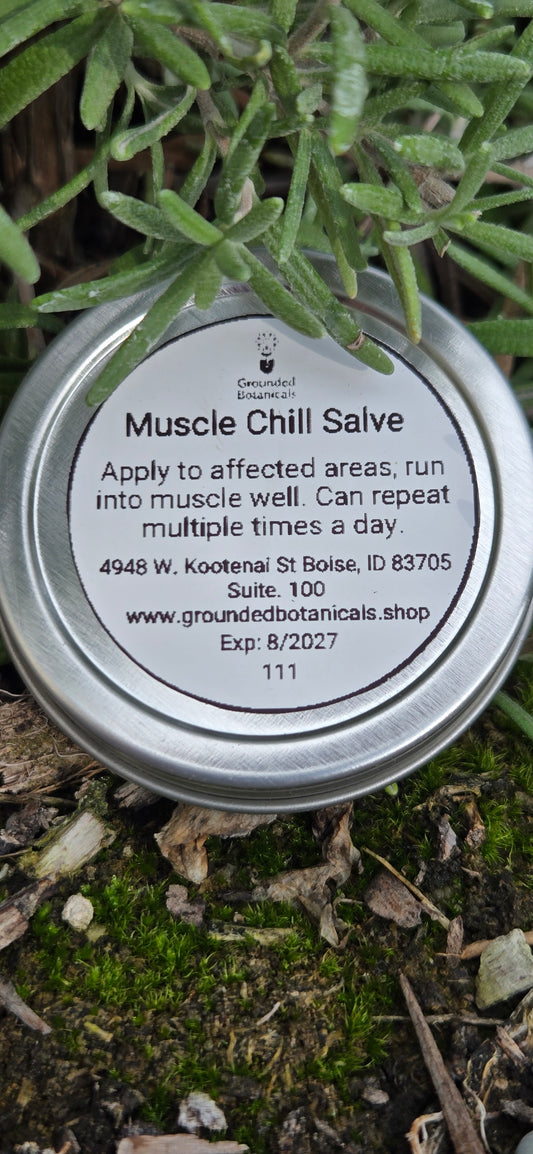 Grounded
Botanicals
Muscle Chill Salve
Apply to affected areas, run
into muscle well. Can repeat
multiple times a day.
4948 W. Kootenai St Boise, ID 83705
Suite. 100
www.groundedbotanicals.shop
Exp: 8/2027
111